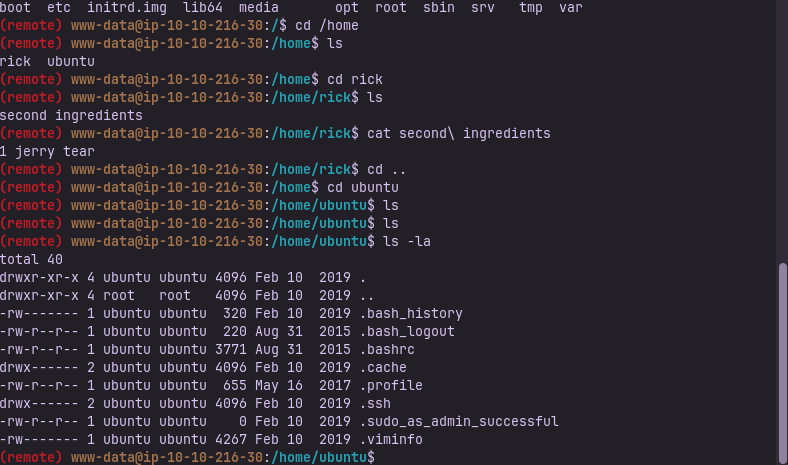 boot  etc  initrd.img  lib64  media       opt  root  sbin  srv   tmp  var
(remote) www-data@ip-10-10-216-30:/$ cd /home
(remote) www-data@ip-10-10-216-30:/home$ ls
rick  ubuntu
(remote) www-data@ip-10-10-216-30:/home$ cd rick
(remote) www-data@ip-10-10-216-30:/home/rick$ ls
second ingredients
(remote) www-data@ip-10-10-216-30:/home/rick$ cat second\ ingredients
1 jerry tear
(remote) www-data@ip-10-10-216-30:/home/rick$ cd ..
(remote) www-data@ip-10-10-216-30:/home$ cd ubuntu
(remote) www-data@ip-10-10-216-30:/home/ubuntu$ ls
(remote) www-data@ip-10-10-216-30:/home/ubuntu$ ls
(remote) www-data@ip-10-10-216-30:/home/ubuntu$ ls -la
total 40
drwxr-xr-x 4 ubuntu ubuntu 4096 Feb 10  2019 .
drwxr-xr-x 4 root   root   4096 Feb 10  2019 ..
-rw------- 1 ubuntu ubuntu  320 Feb 10  2019 .bash_history
-rw-r--r-- 1 ubuntu ubuntu  220 Aug 31  2015 .bash_logout
-rw-r--r-- 1 ubuntu ubuntu 3771 Aug 31  2015 .bashrc
drwx------ 2 ubuntu ubuntu 4096 Feb 10  2019 .cache
-rw-r--r-- 1 ubuntu ubuntu  655 May 16  2017 .profile
drwx------ 2 ubuntu ubuntu 4096 Feb 10  2019 .ssh
-rw-r--r-- 1 ubuntu ubuntu    0 Feb 10  2019 .sudo_as_admin_successful
-rw------- 1 ubuntu ubuntu 4267 Feb 10  2019 .viminfo
(remote) www-data@ip-10-10-216-30:/home/ubuntu$